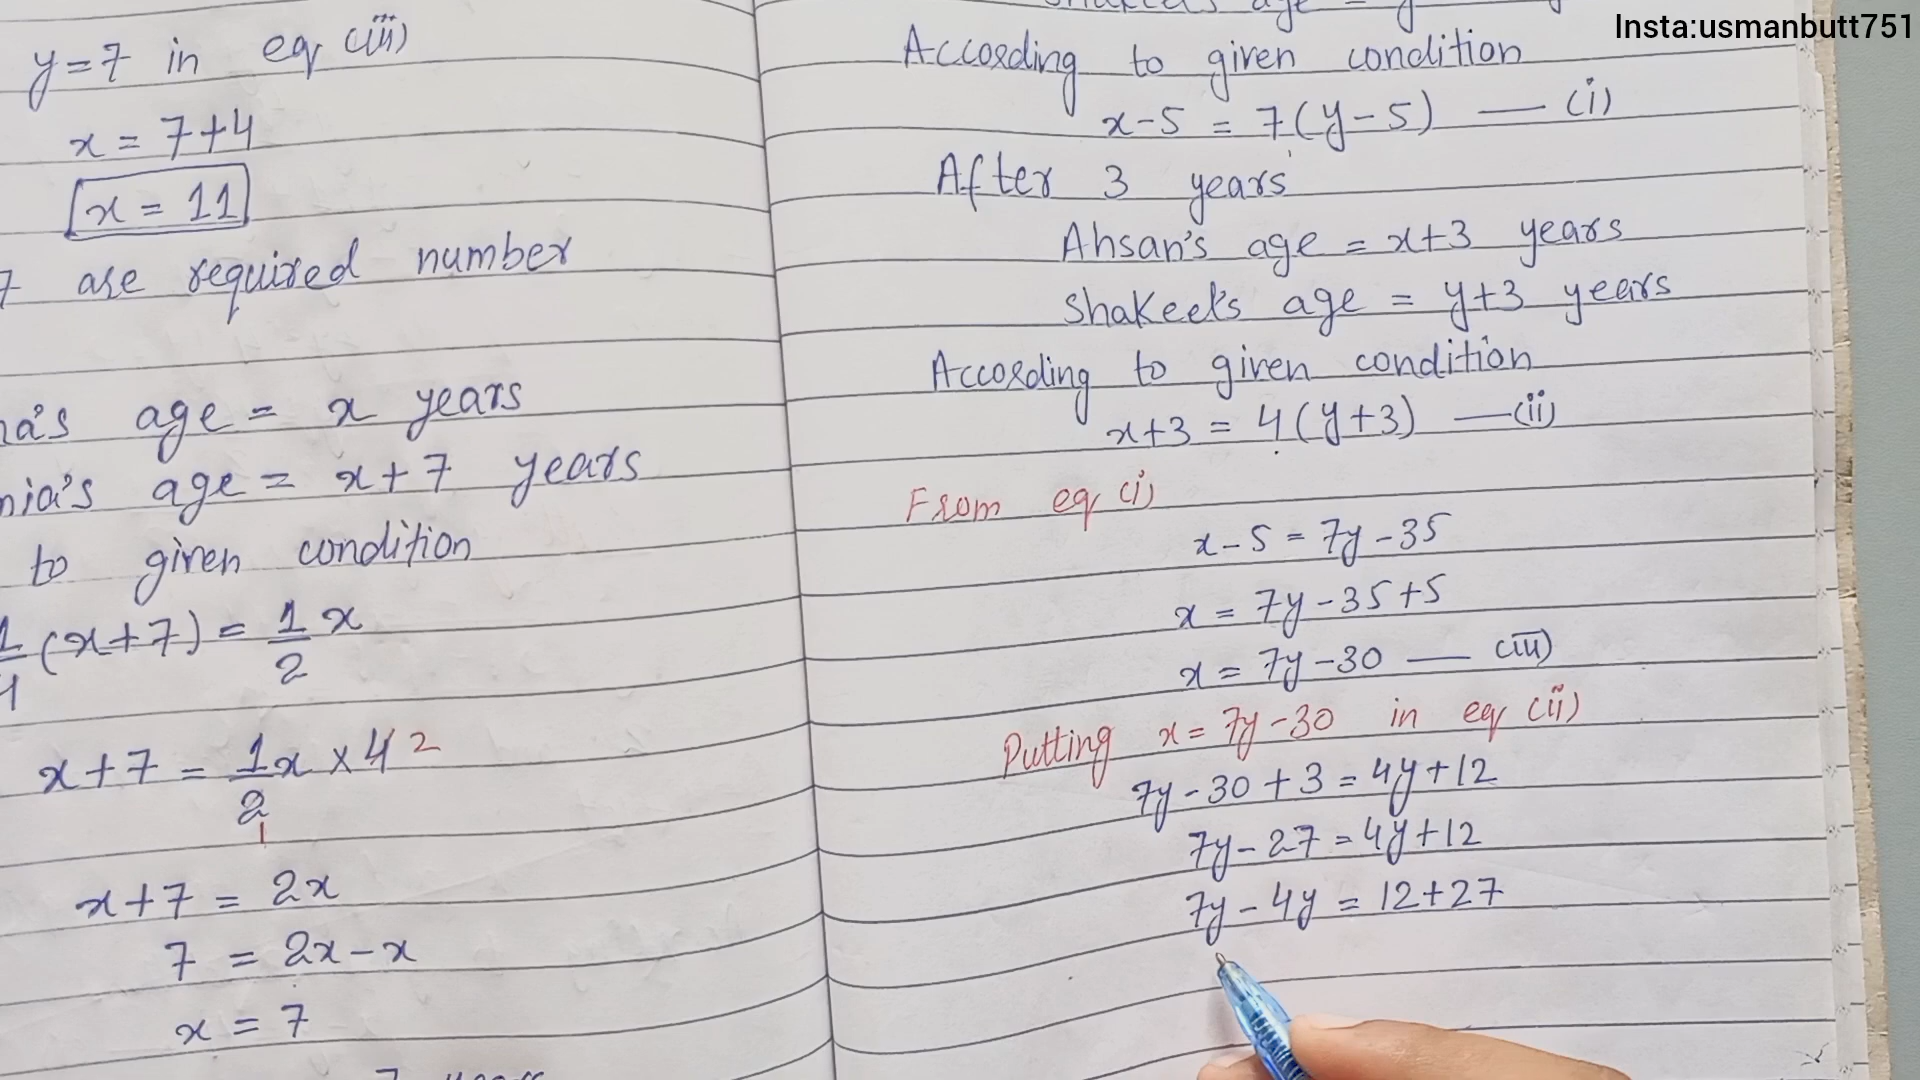 Insta:usmanbutt751
y=7 in eq (iii)
x = 7+4
x = 11
7 are required number
age = x years
age = x+7 years
to given condition
(x+7) = 1/2 x
x+7 = 1/2 x × 4 2
1
x+7 = 2x
7 = 2x-x
x = 7
age = y
According to given condition
x-5 = 7(y-5) — (i)
After 3 years
Ahsan's age = x+3 years
Shakeel's age = y+3 years
According to given condition
x+3 = 4(y+3) —(ii)
From eq (i)
x-5 = 7y-35
x = 7y-35+5
x = 7y-30 — (iii)
Putting x = 7y-30 in eq (ii)
7y-30+3 = 4y+12
7y-27 = 4y+12
7y-4y = 12+27